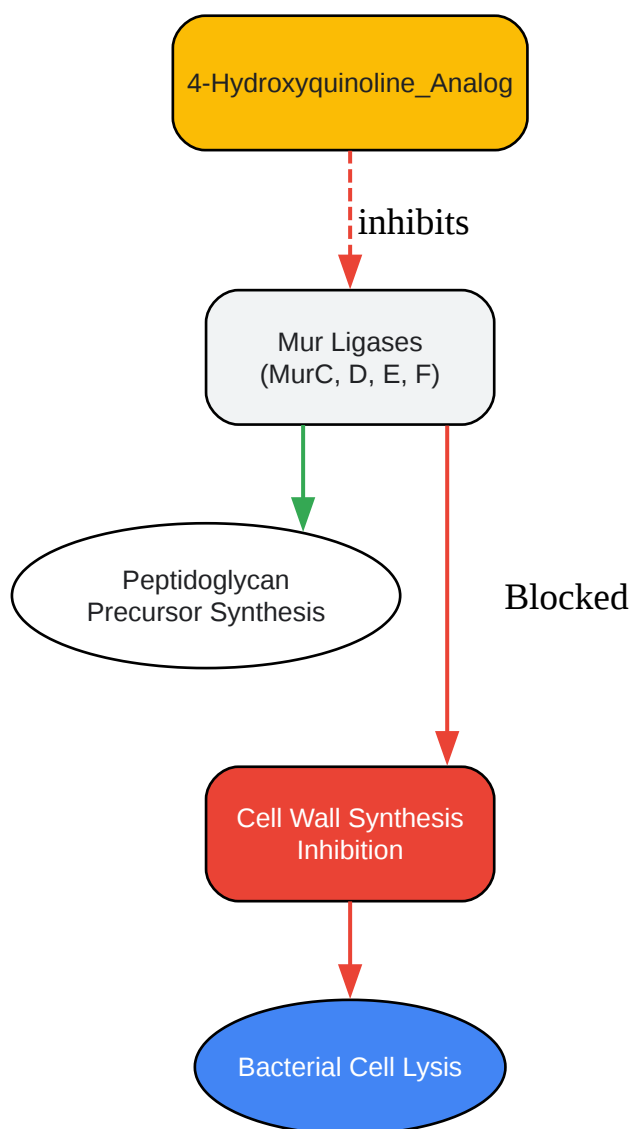 4-Hydroxyquinoline_Analog
inhibits
Mur Ligases
(MurC, D, E, F)
Peptidoglycan
Precursor Synthesis
Blocked
Cell Wall Synthesis
Inhibition
Bacterial Cell Lysis